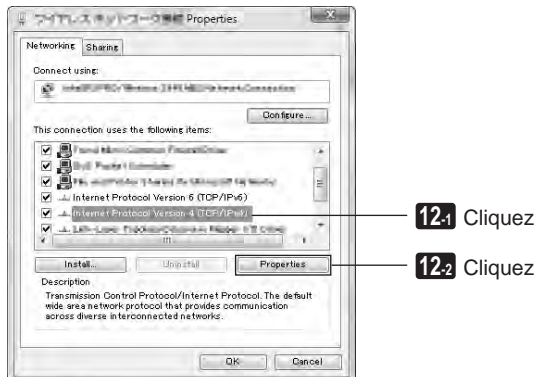 Properties
Networking
Sharing
Connect using:
Configure...
This connection uses the following items:
Internet Protocol Version 6 (TCP/IPv6)
Internet Protocol Version 4 (TCP/IPv4)
12-1 Cliquez
Install...
Uninstall
Properties
12-2 Cliquez
Description
Transmission Control Protocol/Internet Protocol. The default
wide area network protocol that provides communication
across diverse interconnected networks.
OK
Cancel